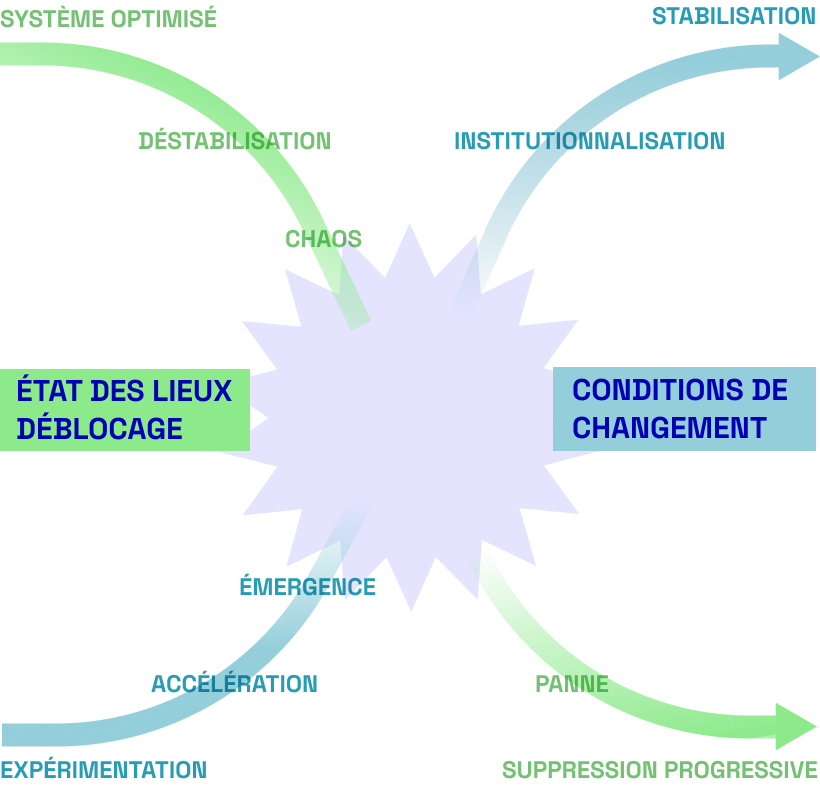 SYSTÈME OPTIMISÉ
STABILISATION
DÉSTABILISATION
INSTITUTIONNALISATION
CHAOS
ÉTAT DES LIEUX
DÉBLOCAGE
CONDITIONS DE
CHANGEMENT
ÉMERGENCE
ACCÉLÉRATION
PANNE
EXPÉRIMENTATION
SUPPRESSION PROGRESSIVE